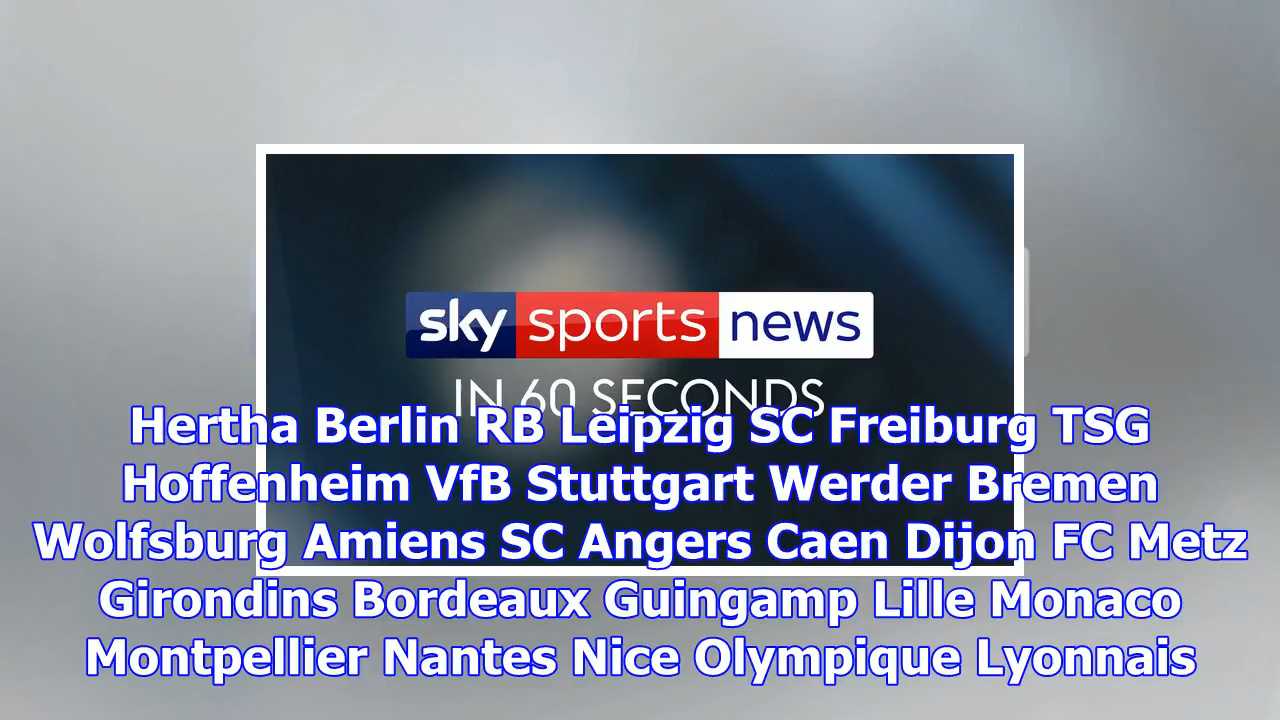 sky sports news
IN 60 SECONDS
Hertha Berlin RB Leipzig SC Freiburg TSG
Hoffenheim VfB Stuttgart Werder Bremen
Wolfsburg Amiens SC Angers Caen Dijon FC Metz
Girondins Bordeaux Guingamp Lille Monaco
Montpellier Nantes Nice Olympique Lyonnais